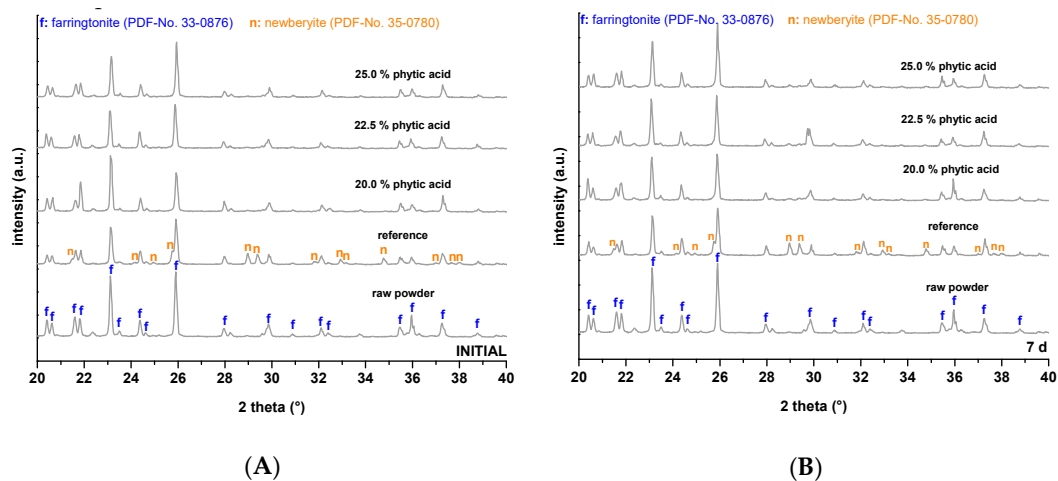 f: farringtonite (PDF-No. 33-0876) n: newberyite (PDF-No. 35-0780)
25.0 % phytic acid
22.5 % phytic acid
20.0 % phytic acid
reference
n n n n n n n n n n n n n
raw powder
f f f f f f f f f f f f f f f f f
INITIAL
intensity (a.u.)
20 22 24 26 28 30 32 34 36 38 40
2 theta (°)
(A)
f: farringtonite (PDF-No. 33-0876) n: newberyite (PDF-No. 35-0780)
25.0 % phytic acid
22.5 % phytic acid
20.0 % phytic acid
reference
n n n n n n n n n n n n n
raw powder
f f f f f f f f f f f f f f f f f
7 d
intensity (a.u.)
20 22 24 26 28 30 32 34 36 38 40
2 theta (°)
(B)